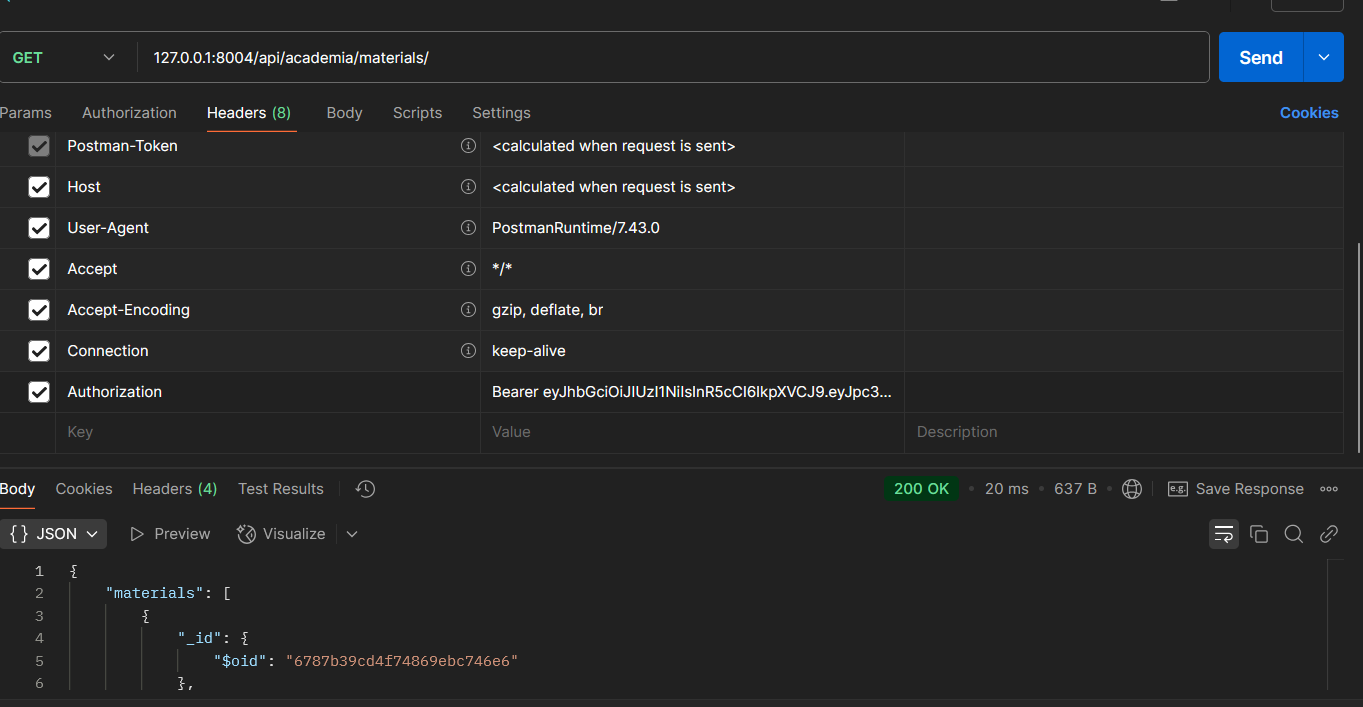 GET 127.0.0.1:8004/api/academia/materials/ Send
Params Authorization Headers (8) Body Scripts Settings Cookies
Postman-Token <calculated when request is sent>
Host <calculated when request is sent>
User-Agent PostmanRuntime/7.43.0
Accept */*
Accept-Encoding gzip, deflate, br
Connection keep-alive
Authorization Bearer eyJhbGciOiJIUzI1NiIsInR5cCI6IkpXVCJ9.eyJpc3...
Key Value Description
Body Cookies Headers (4) Test Results 200 OK • 20 ms • 637 B • e.g. Save Response
{} JSON Preview Visualize
1 {
2 "materials": [
3 {
4 "_id": {
5 "$oid": "6787b39cd4f74869ebc746e6"
6 },